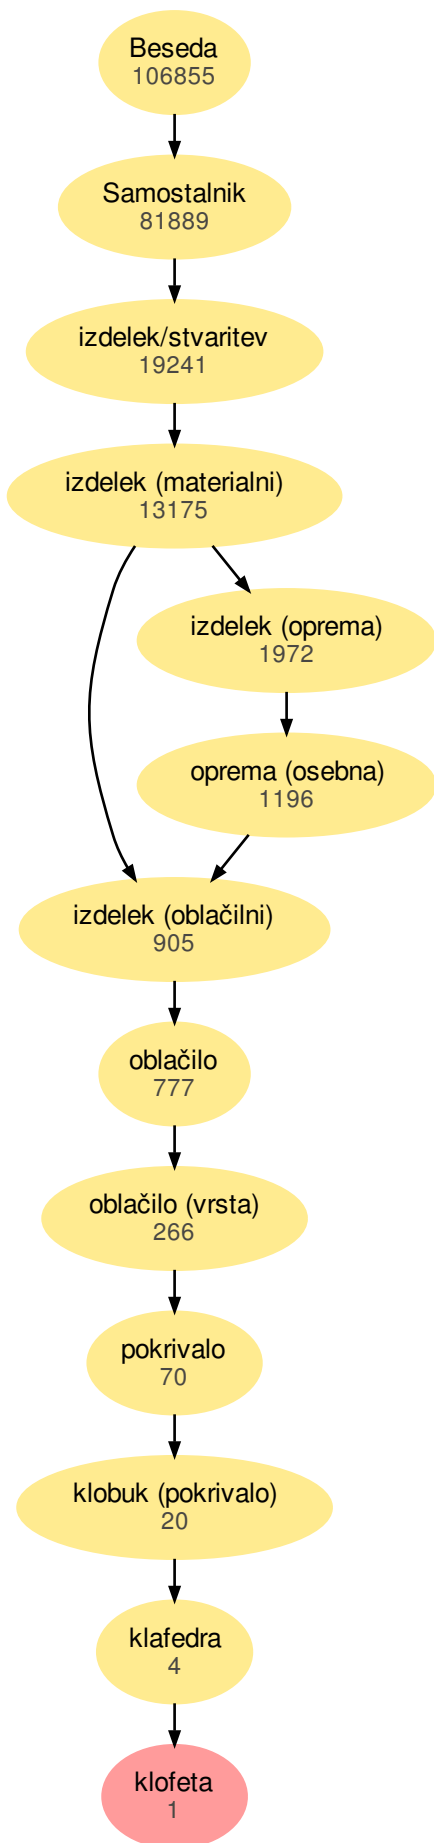 Beseda
106855
Samostalnik
81889
izdelek/stvaritev
19241
izdelek (materialni)
13175
izdelek (oprema)
1972
oprema (osebna)
1196
izdelek (oblačilni)
905
oblačilo
777
oblačilo (vrsta)
266
pokrivalo
70
klobuk (pokrivalo)
20
klafedra
4
klofeta
1